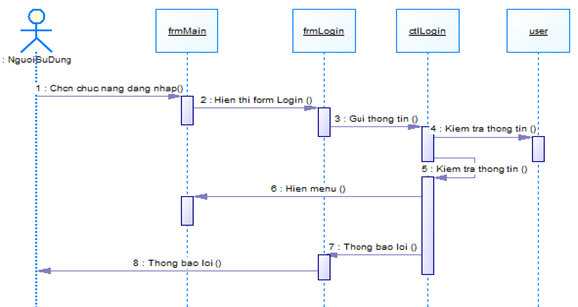 frmMain
frmLogin
ctlLogin
user
: NguoiSuDung
1 : Chon chuc nang dang nhap()
2 : Hien thi form Login ()
3 : Gui thong tin ()
4 : Kiem tra thong tin ()
5 : Kiem tra thong tin ()
6 : Hien menu ()
7 : Thong bao loi ()
8 : Thong bao loi ()